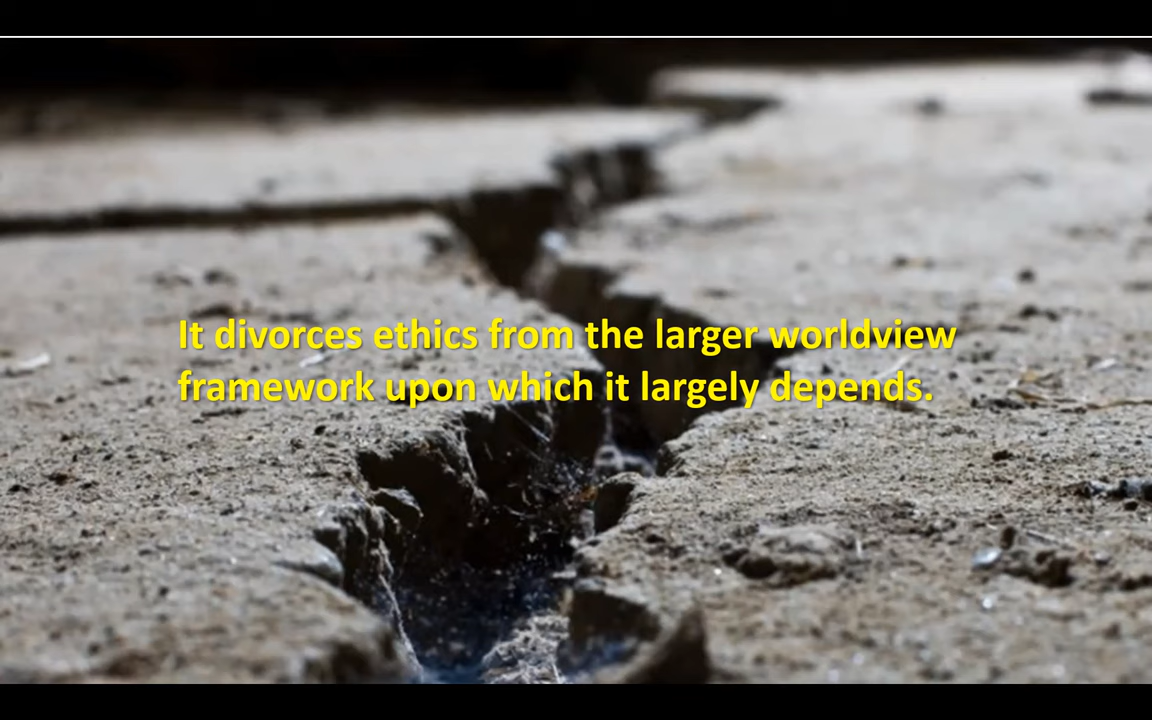 It divorces ethics from the larger worldview
framework upon which it largely depends.